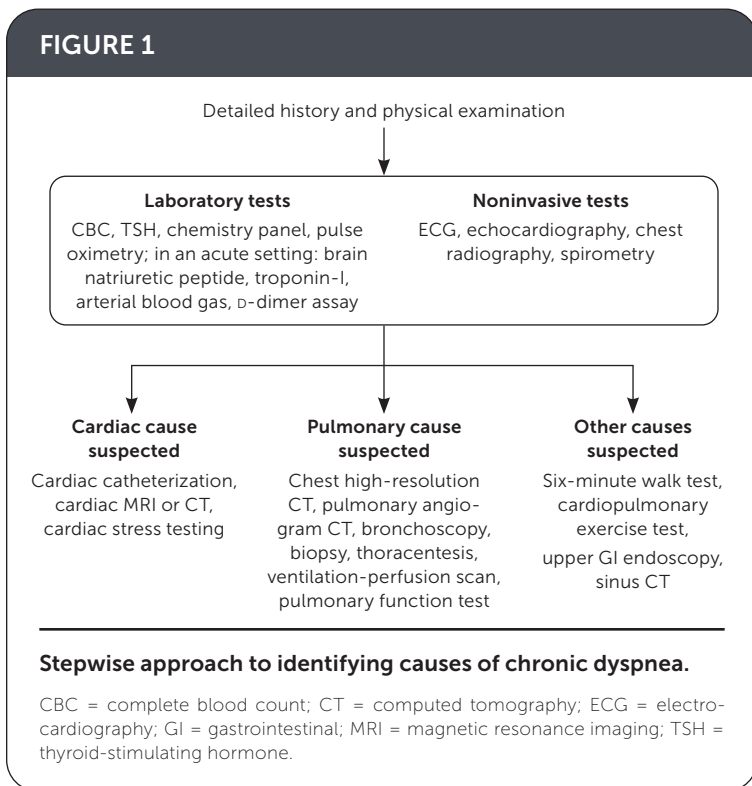 FIGURE 1
Detailed history and physical examination
Laboratory tests
CBC, TSH, chemistry panel, pulse
oximetry; in an acute setting: brain
natriuretic peptide, troponin-I,
arterial blood gas, D-dimer assay
Noninvasive tests
ECG, echocardiography, chest
radiography, spirometry
Cardiac cause
suspected
Cardiac catheterization,
cardiac MRI or CT,
cardiac stress testing
Pulmonary cause
suspected
Chest high-resolution
CT, pulmonary angio-
gram CT, bronchoscopy,
biopsy, thoracentesis,
ventilation-perfusion scan,
pulmonary function test
Other causes
suspected
Six-minute walk test,
cardiopulmonary
exercise test,
upper GI endoscopy,
sinus CT
Stepwise approach to identifying causes of chronic dyspnea.
CBC = complete blood count; CT = computed tomography; ECG = electro-
cardiography; GI = gastrointestinal; MRI = magnetic resonance imaging; TSH =
thyroid-stimulating hormone.